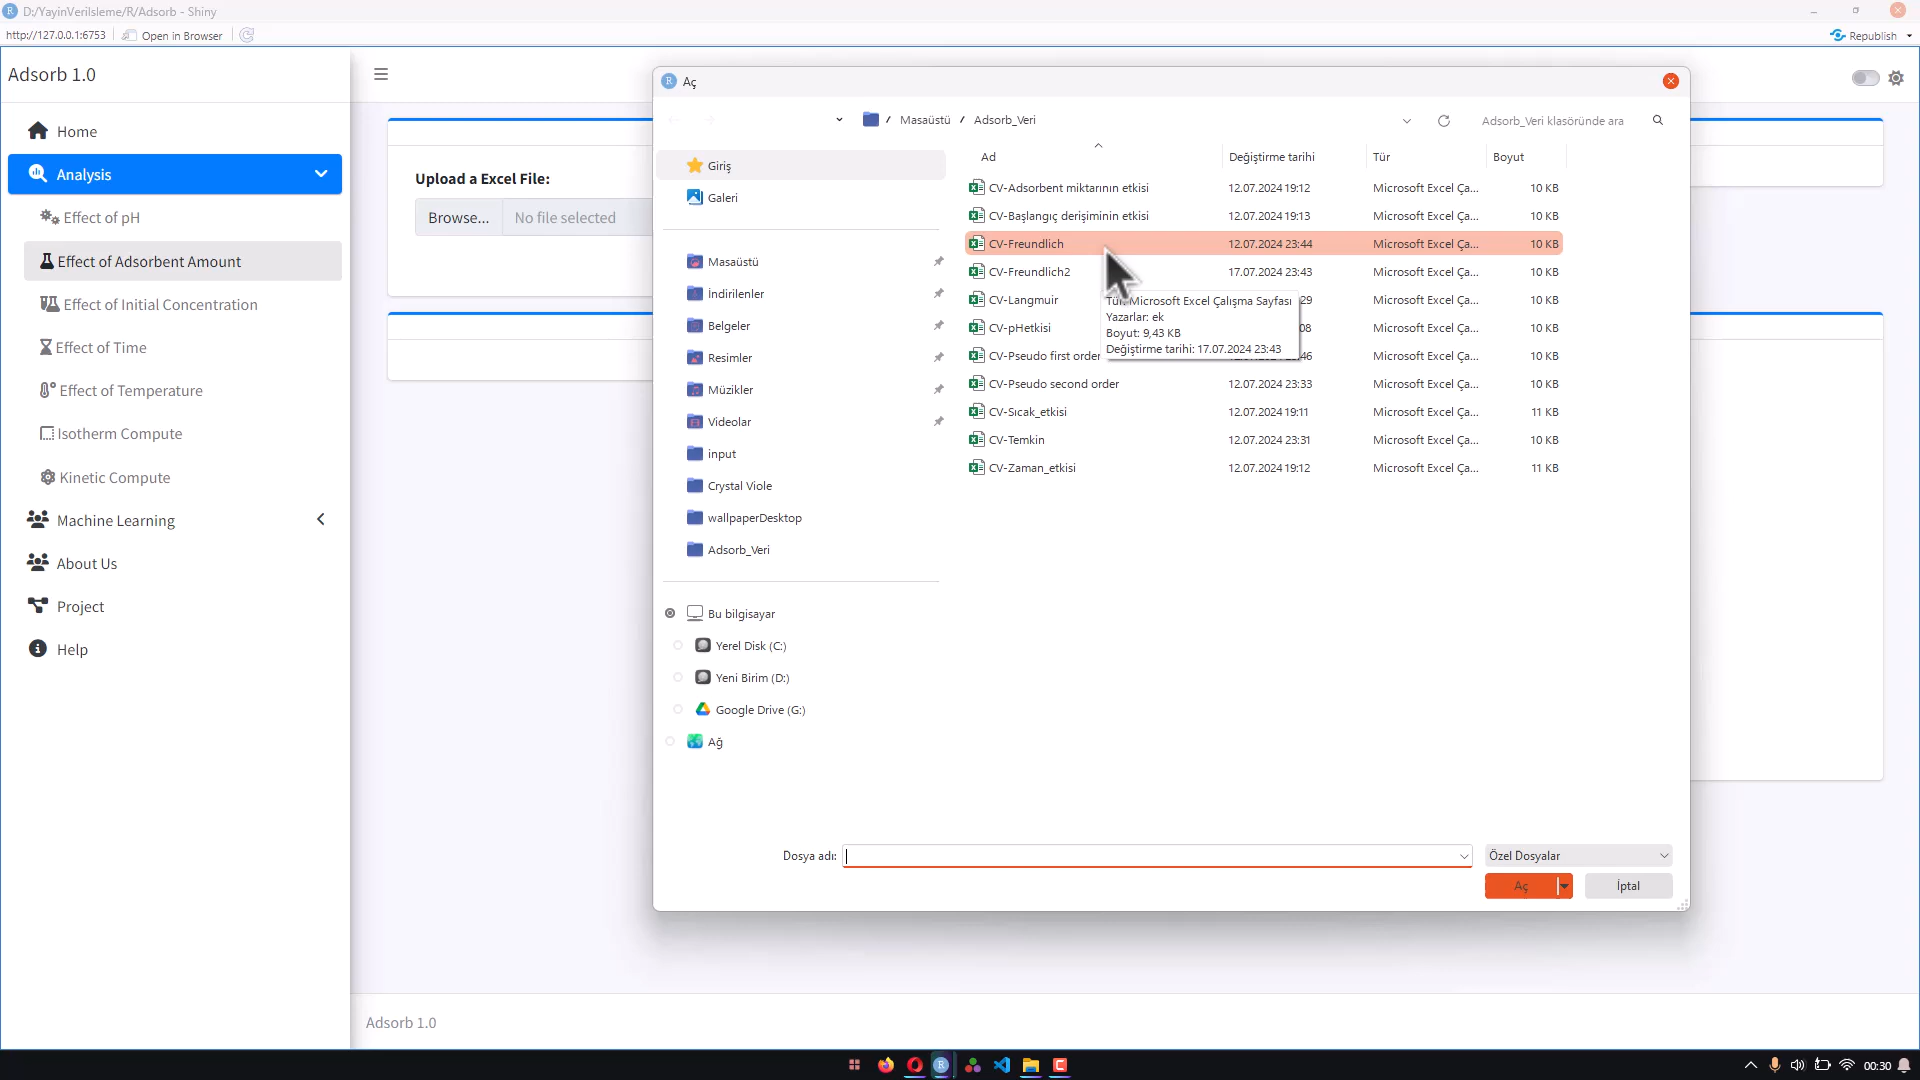 D:/YayinVerilsleme/R/Adsorb - Shiny
http://127.0.0.1:6753
Open in Browser
Republish
Adsorb 1.0
Home
Analysis
Effect of pH
Effect of Adsorbent Amount
Effect of Initial Concentration
Effect of Time
Effect of Temperature
Isotherm Compute
Kinetic Compute
Machine Learning
About Us
Project
Help
Upload a Excel File:
Browse... No file selected
Adsorb 1.0
Aç
/ Masaüstü / Adsorb_Veri
Adsorb_Veri klasöründe ara
Giriş
Galeri
Masaüstü
İndirilenler
Belgeler
Resimler
Müzikler
Videolar
input
Crystal Viole
wallpaperDesktop
Adsorb_Veri
Bu bilgisayar
Yerel Disk (C:)
Yeni Birim (D:)
Google Drive (G:)
Ağ
Ad Değiştirme tarihi Tür Boyut
CV-Adsorbent miktarının etkisi 12.07.2024 19:12 Microsoft Excel Ça... 10 KB
CV-Başlangıç derişiminin etkisi 12.07.2024 19:13 Microsoft Excel Ça... 10 KB
CV-Freundlich 12.07.2024 23:44 Microsoft Excel Ça... 10 KB
CV-Freundlich2 17.07.2024 23:43 Microsoft Excel Ça... 10 KB
CV-Langmuir :29 Microsoft Excel Ça... 10 KB
CV-pHetkisi :08 Microsoft Excel Ça... 10 KB
CV-Pseudo first order :46 Microsoft Excel Ça... 10 KB
CV-Pseudo second order 12.07.2024 23:33 Microsoft Excel Ça... 10 KB
CV-Sıcak_etkisi 12.07.2024 19:11 Microsoft Excel Ça... 11 KB
CV-Temkin 12.07.2024 23:31 Microsoft Excel Ça... 10 KB
CV-Zaman_etkisi 12.07.2024 19:12 Microsoft Excel Ça... 11 KB
Tür: Microsoft Excel Çalışma Sayfası
Yazarlar: ek
Boyut: 9,43 KB
Değiştirme tarihi: 17.07.2024 23:43
Dosya adı:
Özel Dosyalar
Aç
İptal
00:30